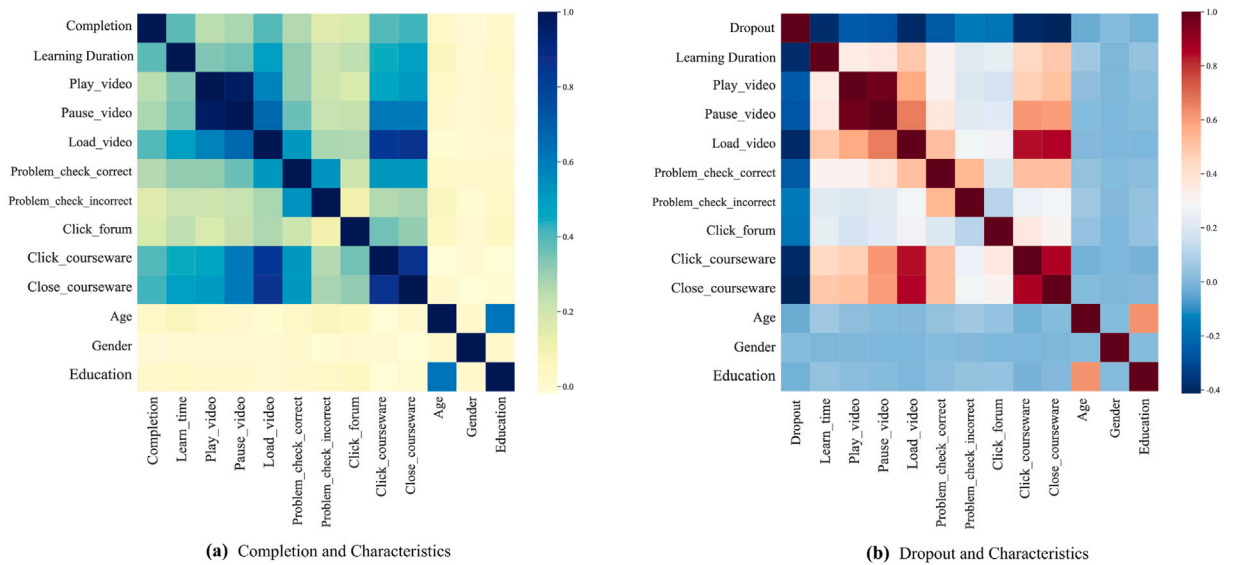 Completion
Learning Duration
Play_video
Pause_video
Load_video
Problem_check_correct
Problem_check_incorrect
Click_forum
Click_courseware
Close_courseware
Age
Gender
Education
Completion
Learn_time
Play_video
Pause_video
Load_video
Problem_check_correct
Problem_check_incorrect
Click_forum
Click_courseware
Close_courseware
Age
Gender
Education
1.0
0.8
0.6
0.4
0.2
0.0
(a) Completion and Characteristics
Dropout
Learning Duration
Play_video
Pause_video
Load_video
Problem_check_correct
Problem_check_incorrect
Click_forum
Click_courseware
Close_courseware
Age
Gender
Education
Dropout
Learn_time
Play_video
Pause_video
Load_video
Problem_check_correct
Problem_check_incorrect
Click_forum
Click_courseware
Close_courseware
Age
Gender
Education
1.0
0.8
0.6
0.4
0.2
0.0
-0.2
-0.4
(b) Dropout and Characteristics